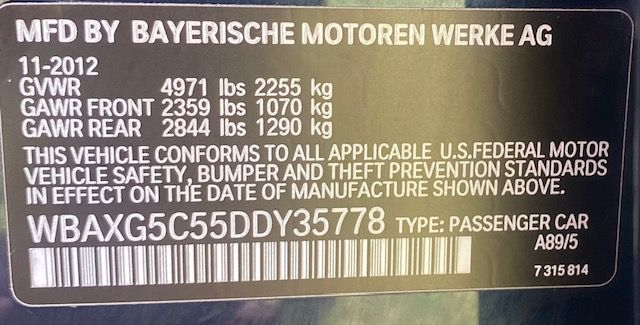 MFD BY BAYERISCHE MOTOREN WERKE AG
11-2012
GVWR 4971 lbs 2255 kg
GAWR FRONT 2359 lbs 1070 kg
GAWR REAR 2844 lbs 1290 kg
THIS VEHICLE CONFORMS TO ALL APPLICABLE U.S.FEDERAL MOTOR
VEHICLE SAFETY, BUMPER AND THEFT PREVENTION STANDARDS
IN EFFECT ON THE DATE OF MANUFACTURE SHOWN ABOVE.
WBAXG5C55DDY35778 TYPE: PASSENGER CAR
A89/5
7 315 814